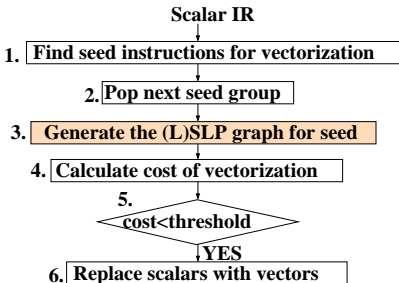 Scalar IR
1. Find seed instructions for vectorization
2. Pop next seed group
3. Generate the (L)SLP graph for seed
4. Calculate cost of vectorization
5.
cost<threshold
YES
6. Replace scalars with vectors